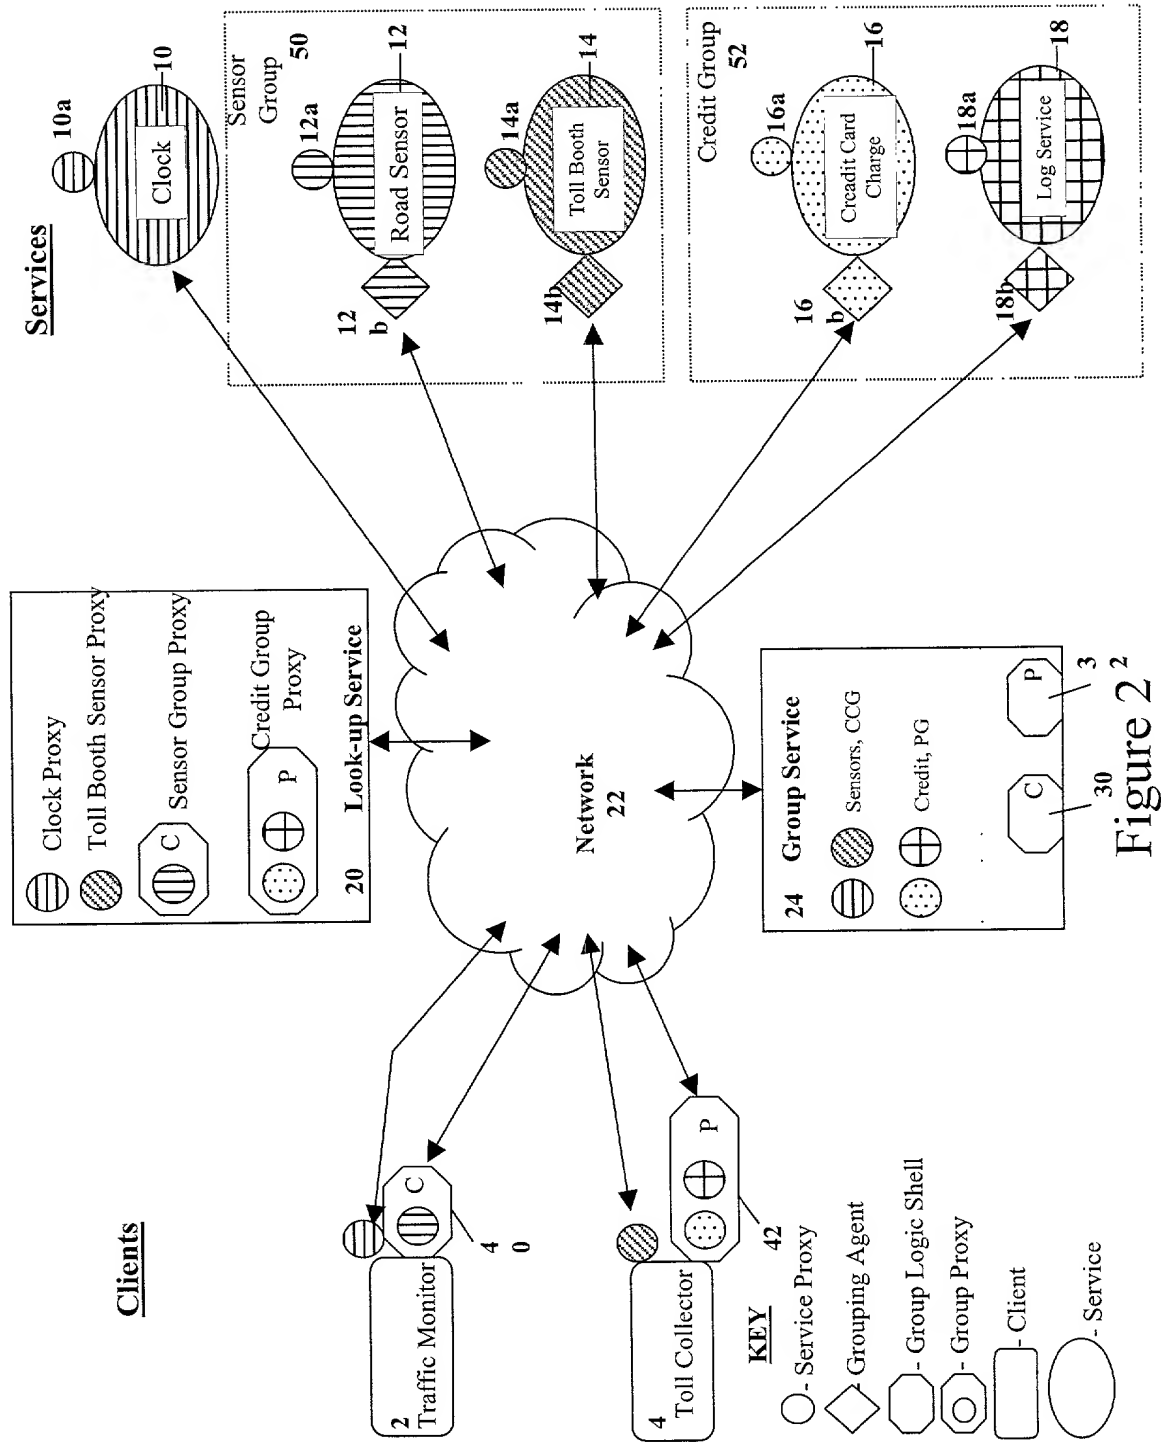 Services
10a
10
Clock
Sensor
Group
50
12a
12
Road Sensor
12
b
14a
14
Toll Booth
Sensor
14b
Credit Group
52
16a
16
Creadit Card
Charge
16
b
18a
18
Log Service
18b
Clock Proxy
Toll Booth Sensor Proxy
C
Sensor Group Proxy
P
Credit Group
Proxy
20
Look-up Service
Network
22
24
Group Service
Sensors, CCG
Credit, PG
C
30
P
3
2
Clients
2
Traffic Monitor
C
4
0
4
Toll Collector
P
42
KEY
- Service Proxy
- Grouping Agent
- Group Logic Shell
- Group Proxy
- Client
- Service
Figure 2